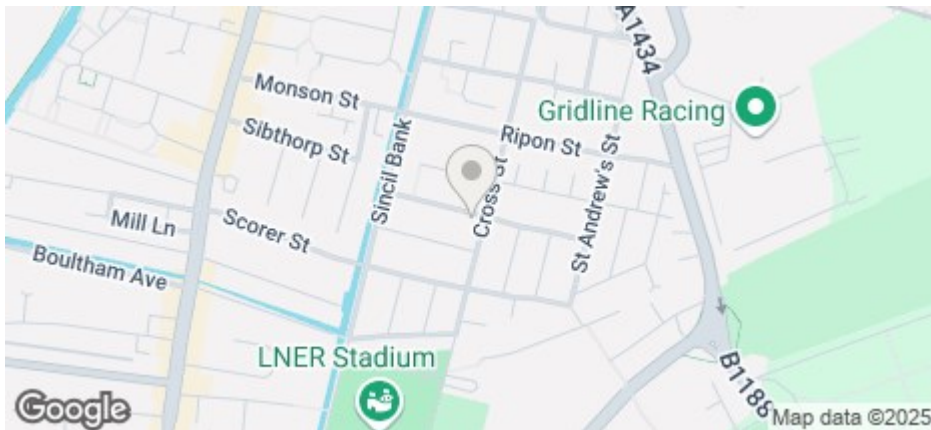 A1434
Monson St
Gridline Racing
Sibthorp St
Ripon St
Sincil Bank
Cross St
St Andrew's St
Mill Ln
Scorer St
Boultham Ave
LNER Stadium
B1188
Google
Map data ©2025